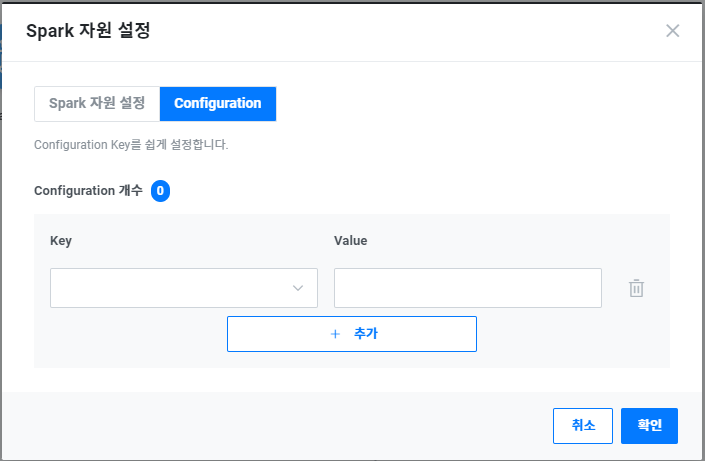 Spark 자원 설정
Spark 자원 설정 Configuration
Configuration Key를 쉽게 설정합니다.
Configuration 개수 0
Key Value
+ 추가
취소 확인